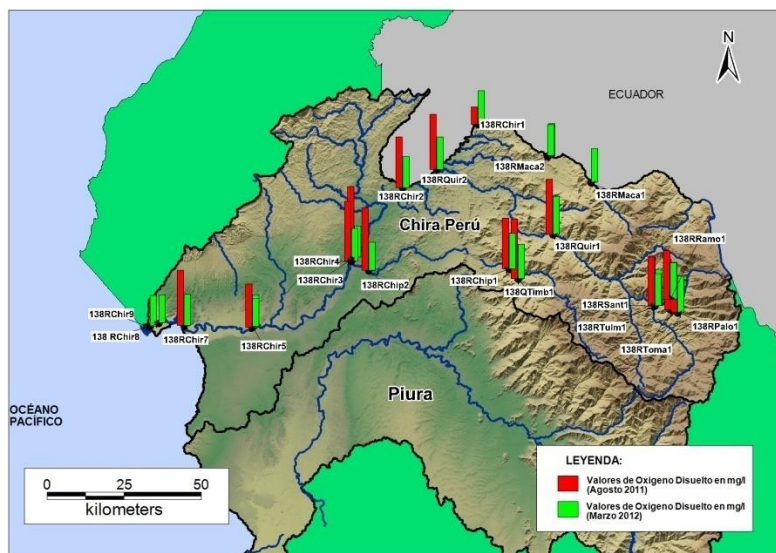 N
ECUADOR
138RChir1
138RMaca2
138RQuir2
138RMaca1
138RChir2
Chira Perú
138RQuir1
138RRamo1
138RChir4
138RChir3
138RChip2
138RChip1
138QTimb1
138RSant1
138RTulm1
138RPalo1
138RToma1
138RChir9
138 RChir8
138RChir7
138RChir5
Piura
OCÉANO
PACÍFICO
LEYENDA:
Valores de Oxigeno Disuelto en mg/l
(Agosto 2011)
Valores de Oxigeno Disuelto en mg/l
(Marzo 2012)
0 25 50
kilometers